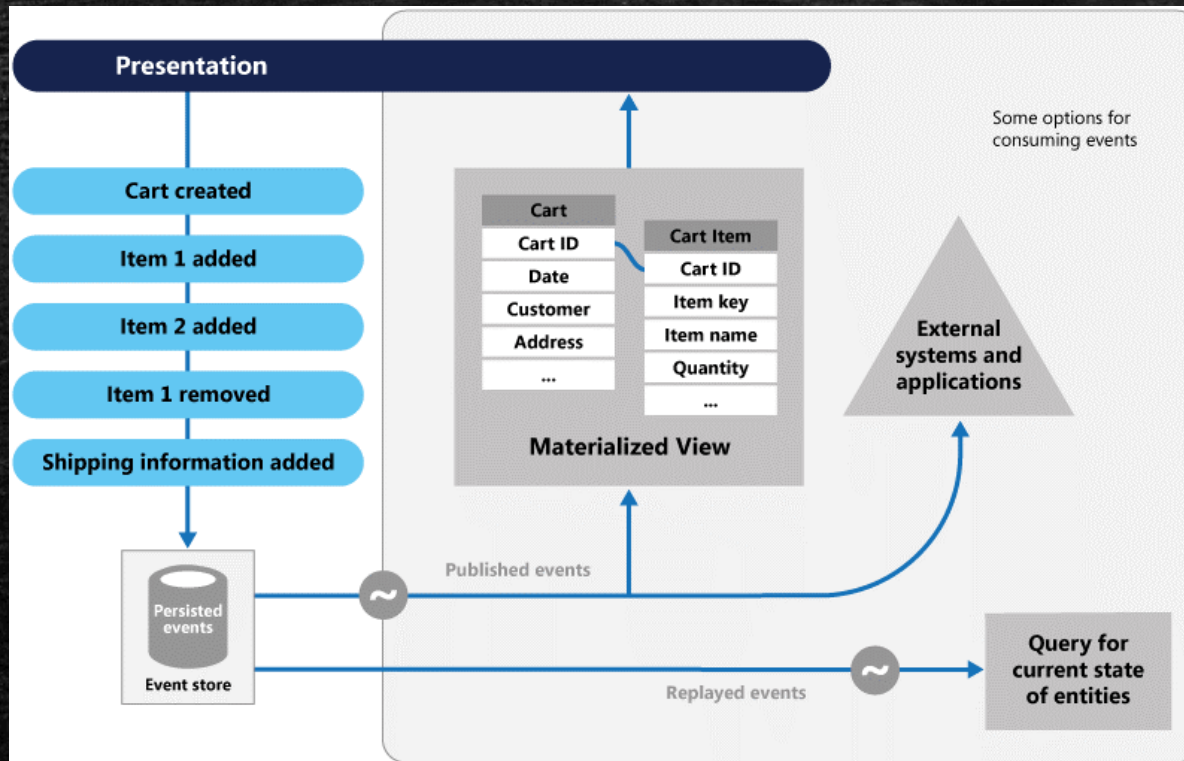 Presentation
Some options for
consuming events
Cart created
Item 1 added
Item 2 added
Item 1 removed
Shipping information added
Cart
Cart ID
Date
Customer
Address
...
Cart Item
Cart ID
Item key
Item name
Quantity
...
Materialized View
External
systems and
applications
Persisted
events
Event store
Published events
~
Replayed events
~
Query for
current state
of entities